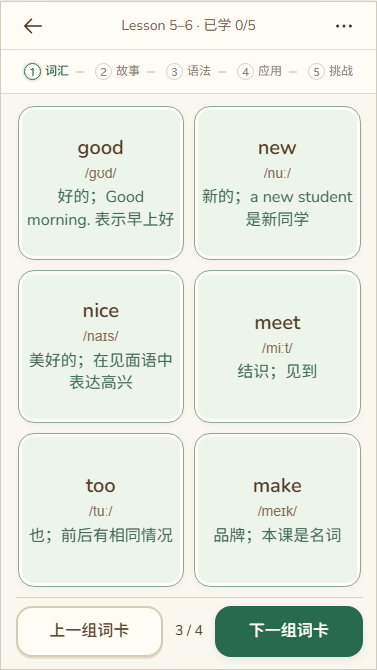 Lesson 5–6 · 已学 0/5
1 词汇 – 2 故事 – 3 语法 – 4 应用 – 5 挑战
good
/ɡʊd/
好的；Good
morning. 表示早上好
new
/nuː/
新的；a new student
是新同学
nice
/naɪs/
美好的；在见面语中
表达高兴
meet
/miːt/
结识；见到
too
/tuː/
也；前后有相同情况
make
/meɪk/
品牌；本课是名词
上一组词卡
3 / 4
下一组词卡